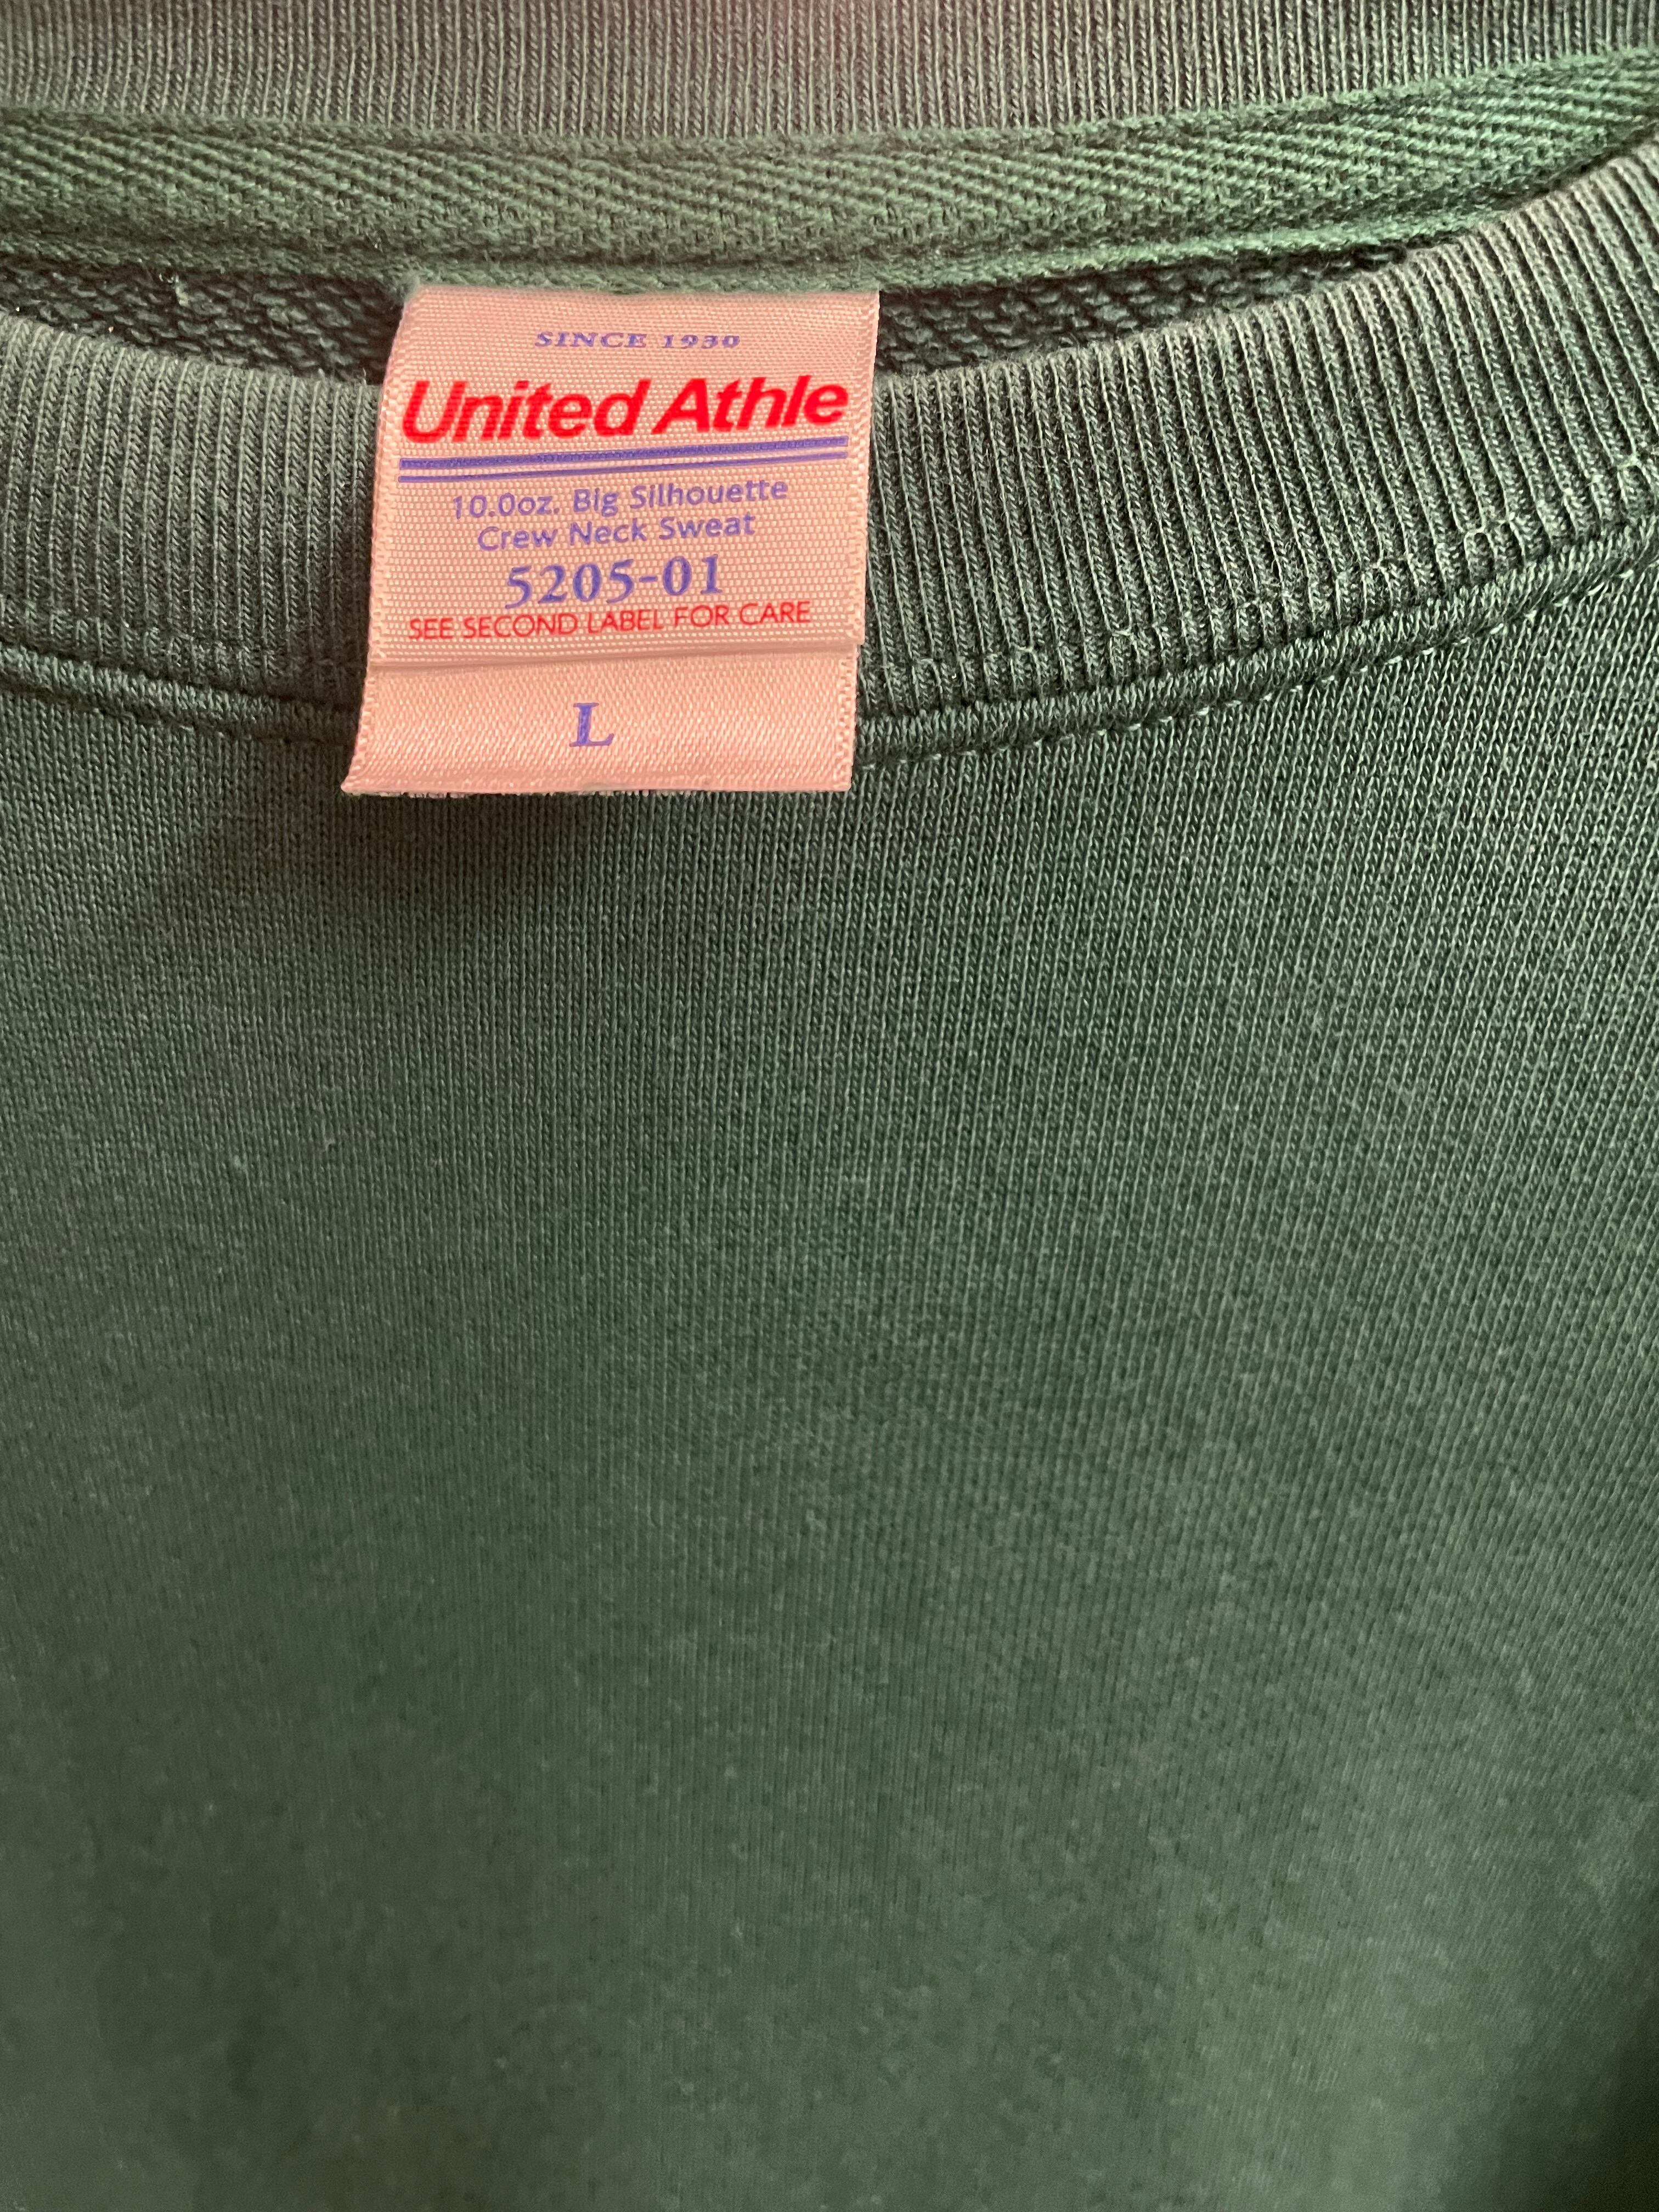 SINCE 1930
United Athle
10.0oz. Big Silhouette
Crew Neck Sweat
5205-01
SEE SECOND LABEL FOR CARE
L